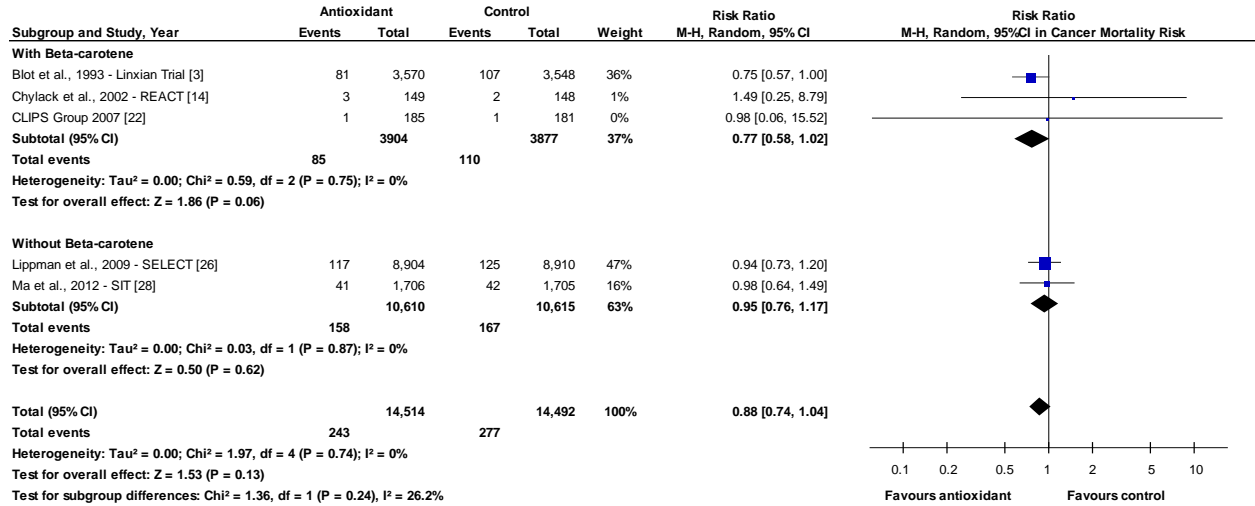 Antioxidant Control Risk Ratio Risk Ratio
Subgroup and Study, Year Events Total Events Total Weight M-H, Random, 95% CI M-H, Random, 95%CI in Cancer Mortality Risk
With Beta-carotene
Blot et al., 1993 - Linxian Trial [3] 81 3,570 107 3,548 36% 0.75 [0.57, 1.00]
Chylack et al., 2002 - REACT [14] 3 149 2 148 1% 1.49 [0.25, 8.79]
CLIPS Group 2007 [22] 1 185 1 181 0% 0.98 [0.06, 15.52]
Subtotal (95% CI) 3904 3877 37% 0.77 [0.58, 1.02]
Total events 85 110
Heterogeneity: Tau² = 0.00; Chi² = 0.59, df = 2 (P = 0.75); I² = 0%
Test for overall effect: Z = 1.86 (P = 0.06)
Without Beta-carotene
Lippman et al., 2009 - SELECT [26] 117 8,904 125 8,910 47% 0.94 [0.73, 1.20]
Ma et al., 2012 - SIT [28] 41 1,706 42 1,705 16% 0.98 [0.64, 1.49]
Subtotal (95% CI) 10,610 10,615 63% 0.95 [0.76, 1.17]
Total events 158 167
Heterogeneity: Tau² = 0.00; Chi² = 0.03, df = 1 (P = 0.87); I² = 0%
Test for overall effect: Z = 0.50 (P = 0.62)
Total (95% CI) 14,514 14,492 100% 0.88 [0.74, 1.04]
Total events 243 277
Heterogeneity: Tau² = 0.00; Chi² = 1.97, df = 4 (P = 0.74); I² = 0%
Test for overall effect: Z = 1.53 (P = 0.13)
Test for subgroup differences: Chi² = 1.36, df = 1 (P = 0.24), I² = 26.2%
0.1 0.2 0.5 1 2 5 10
Favours antioxidant Favours control